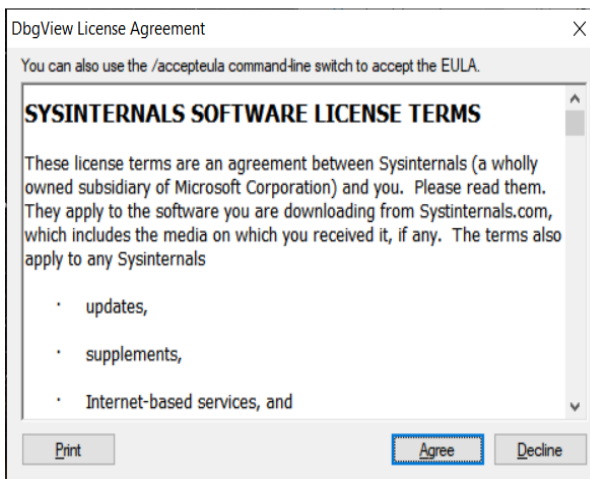 DbgView License Agreement
You can also use the /accepteula command-line switch to accept the EULA.
SYSINTERNALS SOFTWARE LICENSE TERMS
These license terms are an agreement between Sysinternals (a wholly
owned subsidiary of Microsoft Corporation) and you.  Please read them.
They apply to the software you are downloading from Systinternals.com,
which includes the media on which you received it, if any.  The terms also
apply to any Sysinternals
· updates,
· supplements,
· Internet-based services, and
Print Agree Decline